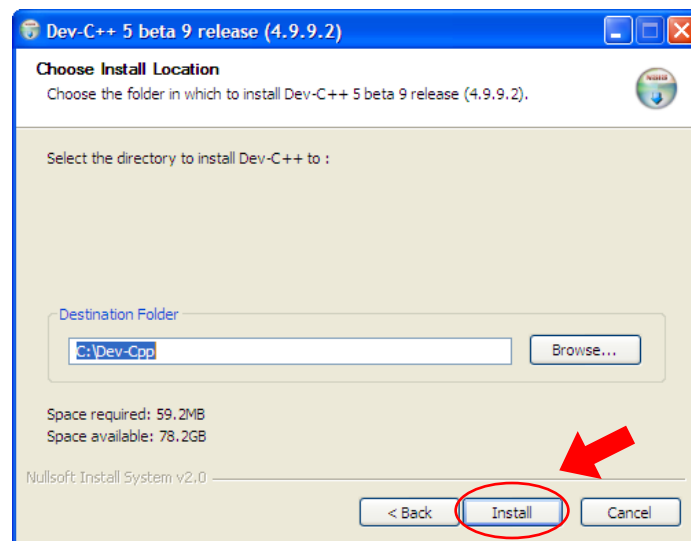 Dev-C++ 5 beta 9 release (4.9.9.2)
Choose Install Location
Choose the folder in which to install Dev-C++ 5 beta 9 release (4.9.9.2).
Select the directory to install Dev-C++ to :
Destination Folder
C:\Dev-Cpp
Browse...
Space required: 59.2MB
Space available: 78.2GB
Nullsoft Install System v2.0
< Back
Install
Cancel